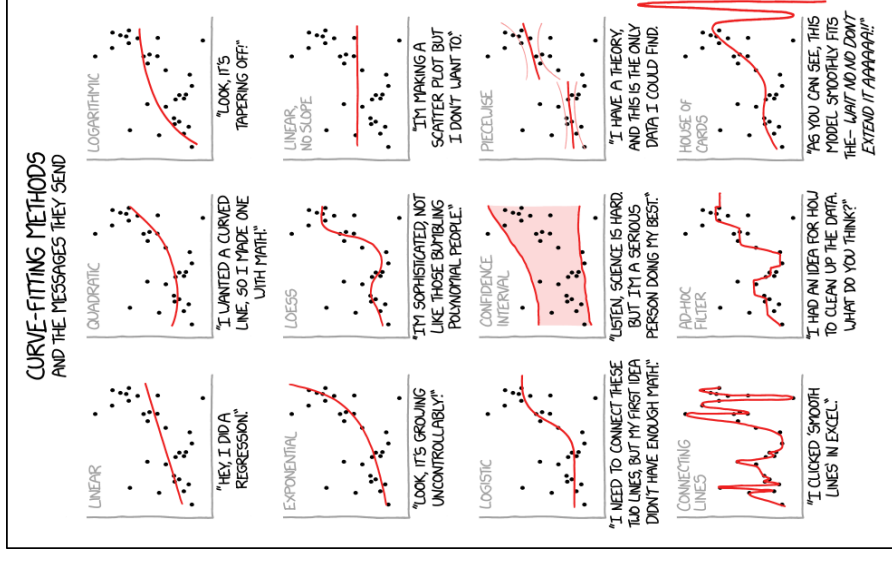 CURVE-FITTING METHODS
AND THE MESSAGES THEY SEND
LINEAR
"HEY, I DID A
REGRESSION."
QUADRATIC
"I WANTED A CURVED
LINE, SO I MADE ONE
WITH MATH."
LOGARITHMIC
"LOOK, IT'S
TAPERING OFF!"
EXPONENTIAL
"LOOK, IT'S GROWING
UNCONTROLLABLY!"
LOESS
"I'M SOPHISTICATED, NOT
LIKE THOSE BUMBLING
POLYNOMIAL PEOPLE."
LINEAR,
NO SLOPE
"I'M MAKING A
SCATTER PLOT BUT
I DON'T WANT TO."
LOGISTIC
"I NEED TO CONNECT THESE
TWO LINES, BUT MY FIRST IDEA
DIDN'T HAVE ENOUGH MATH."
CONFIDENCE
INTERVAL
"LISTEN, SCIENCE IS HARD.
BUT I'M A SERIOUS
PERSON DOING MY BEST."
PIECEWISE
"I HAVE A THEORY,
AND THIS IS THE ONLY
DATA I COULD FIND."
CONNECTING
LINES
"I CLICKED 'SMOOTH
LINES' IN EXCEL."
AD-HOC
FILTER
"I HAD AN IDEA FOR HOW
TO CLEAN UP THE DATA.
WHAT DO YOU THINK?"
HOUSE OF
CARDS
"AS YOU CAN SEE, THIS
MODEL SMOOTHLY FITS
THE- WAIT NO NO DON'T
EXTEND IT AAAAAA!!"